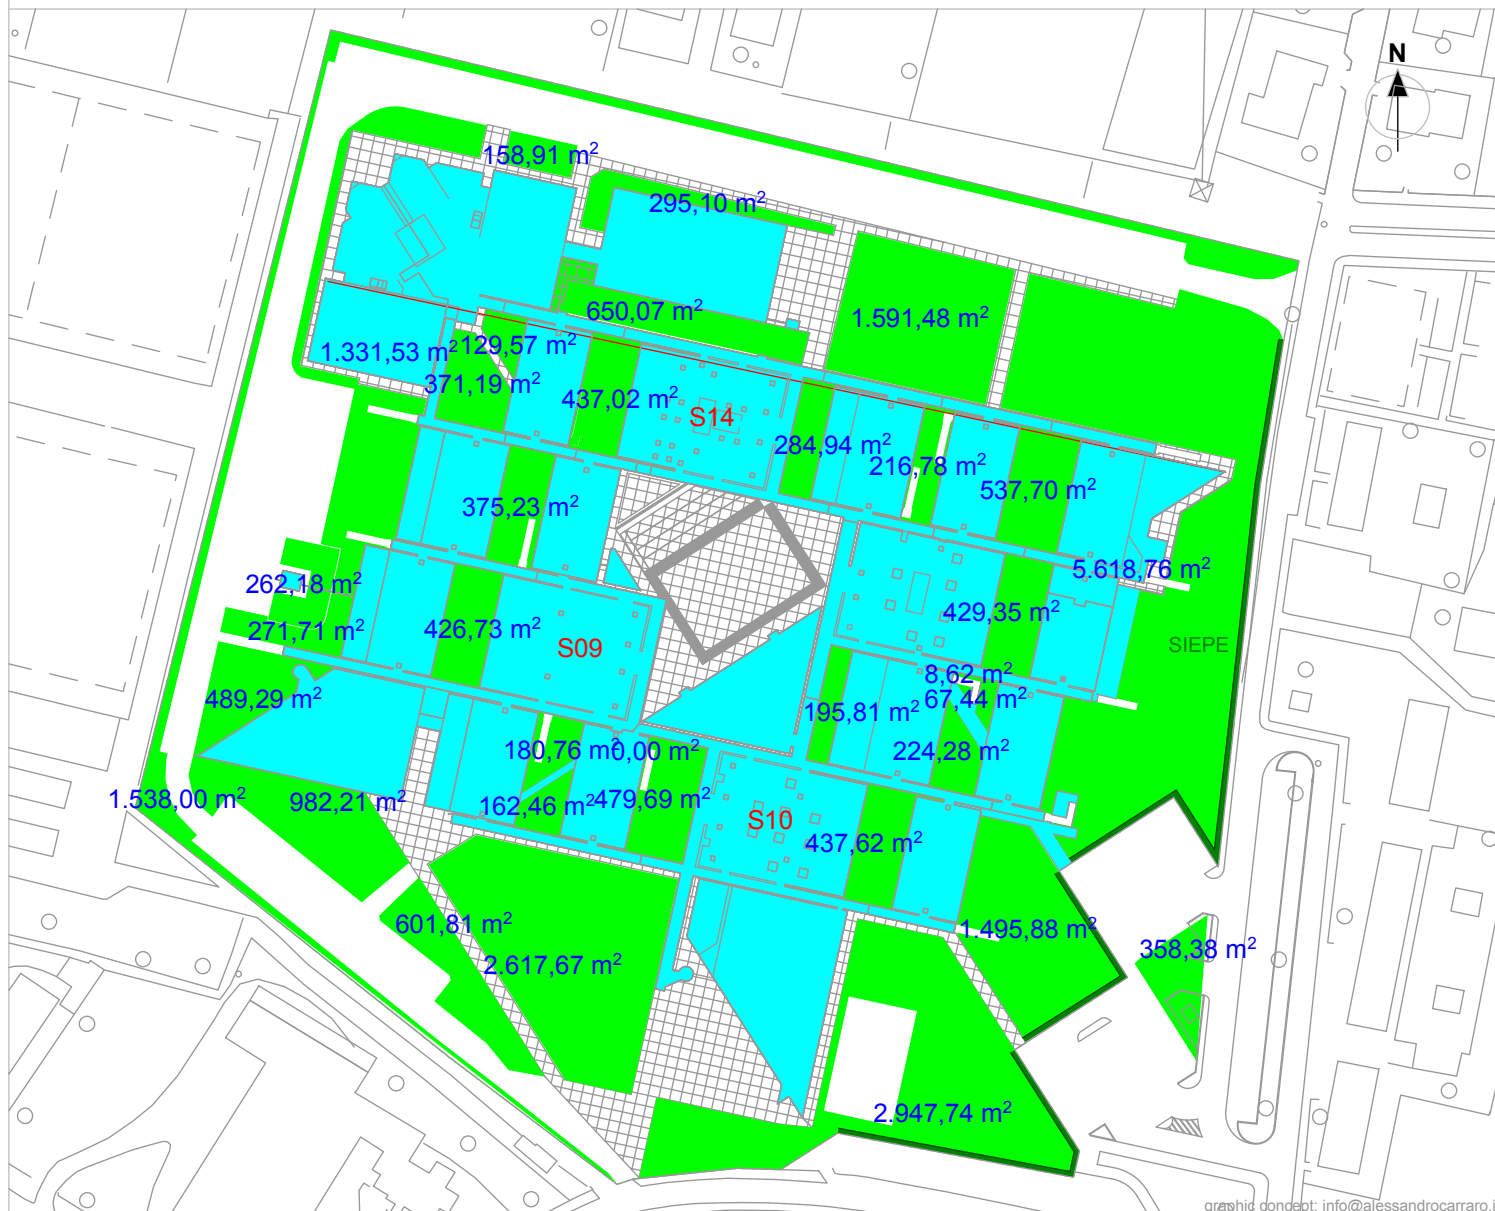 N
158,91 m²
295,10 m²
650,07 m²
1.591,48 m²
1.331,53 m²
129,57 m²
371,19 m²
437,02 m²
S14
284,94 m²
216,78 m²
537,70 m²
375,23 m²
5.618,76 m²
262,18 m²
271,71 m²
426,73 m²
429,35 m²
S09
SIEPE
8,62 m²
67,44 m²
489,29 m²
195,81 m²
180,76 m²
0,00 m²
224,28 m²
1.538,00 m²
982,21 m²
162,46 m²
479,69 m²
S10
437,62 m²
601,81 m²
1.495,88 m²
358,38 m²
2.617,67 m²
2.947,74 m²
graphic concept: info@alessandrocarraro.i